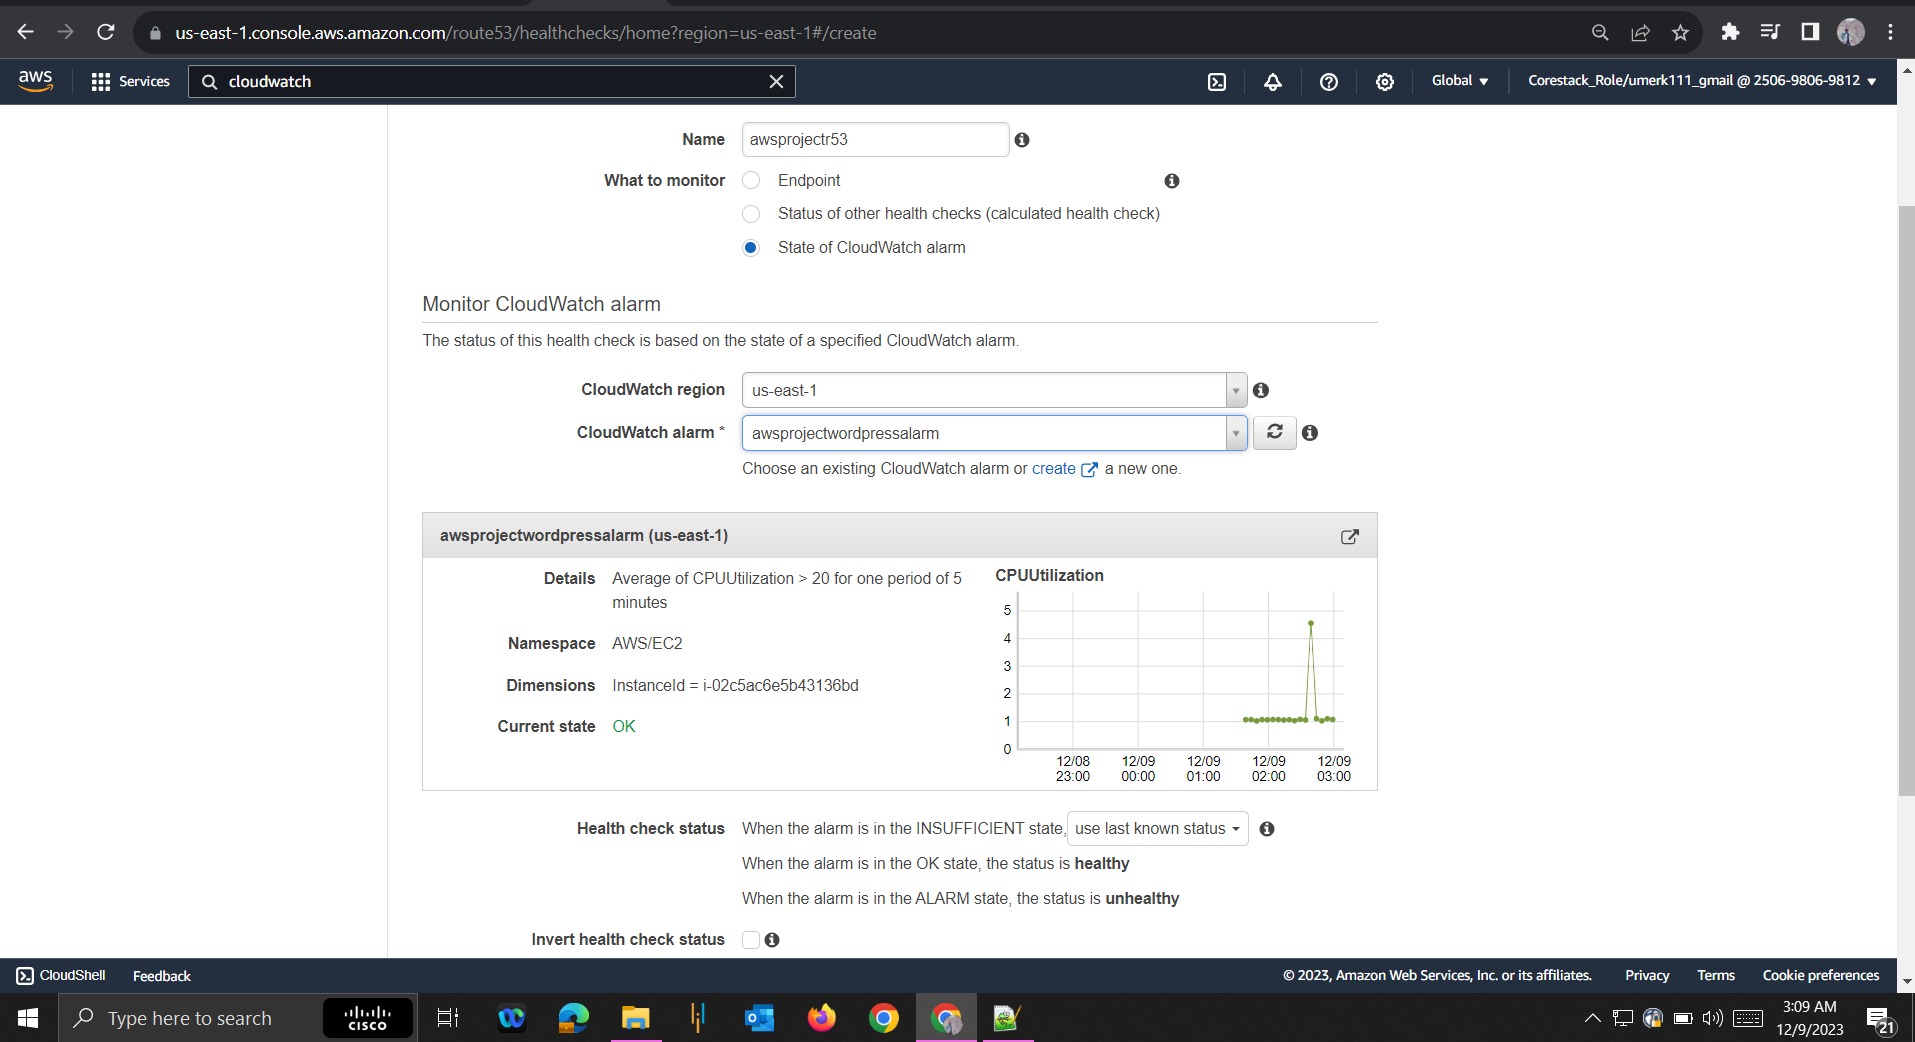 us-east-1.console.aws.amazon.com/route53/healthchecks/home?region=us-east-1#/create
aws
Services
cloudwatch
Global
Corestack_Role/umerk111_gmail @ 2506-9806-9812
Name
awsprojectr53
What to monitor
Endpoint
Status of other health checks (calculated health check)
State of CloudWatch alarm
Monitor CloudWatch alarm
The status of this health check is based on the state of a specified CloudWatch alarm.
CloudWatch region
us-east-1
CloudWatch alarm *
awsprojectwordpressalarm
Choose an existing CloudWatch alarm or create a new one.
awsprojectwordpressalarm (us-east-1)
Details
Average of CPUUtilization > 20 for one period of 5
minutes
Namespace
AWS/EC2
Dimensions
InstanceId = i-02c5ac6e5b43136bd
Current state
OK
CPUUtilization
5
4
3
2
1
0
12/08 12/09 12/09 12/09 12/09
23:00 00:00 01:00 02:00 03:00
Health check status
When the alarm is in the INSUFFICIENT state, use last known status
When the alarm is in the OK state, the status is healthy
When the alarm is in the ALARM state, the status is unhealthy
Invert health check status
CloudShell
Feedback
© 2023, Amazon Web Services, Inc. or its affiliates.
Privacy
Terms
Cookie preferences
Type here to search
CISCO
3:09 AM
12/9/2023
21